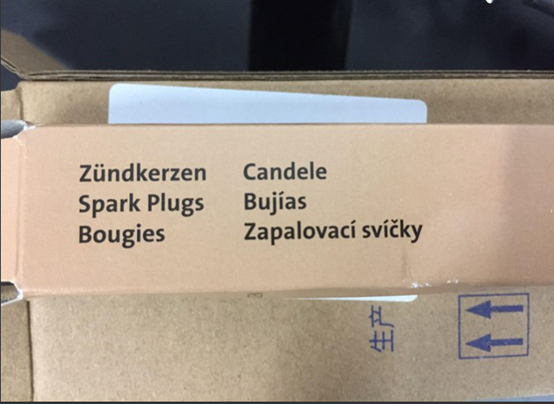 Zündkerzen
Spark Plugs
Bougies
Candele
Bujías
Zapalovací svíčky
生产